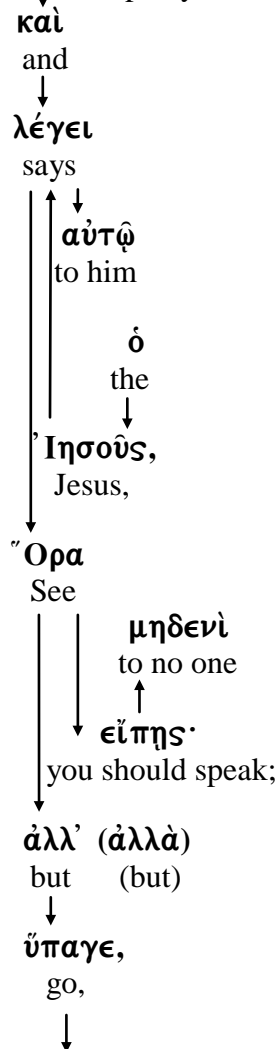 καὶ
and
λέγει
says
αὐτῷ
to him
ὁ
the
Ἰησοῦς,
Jesus,
Ὅρα
See
μηδενὶ
to no one
εἴπῃς·
you should speak;
ἀλλ’ (ἀλλὰ)
but (but)
ὕπαγε,
go,